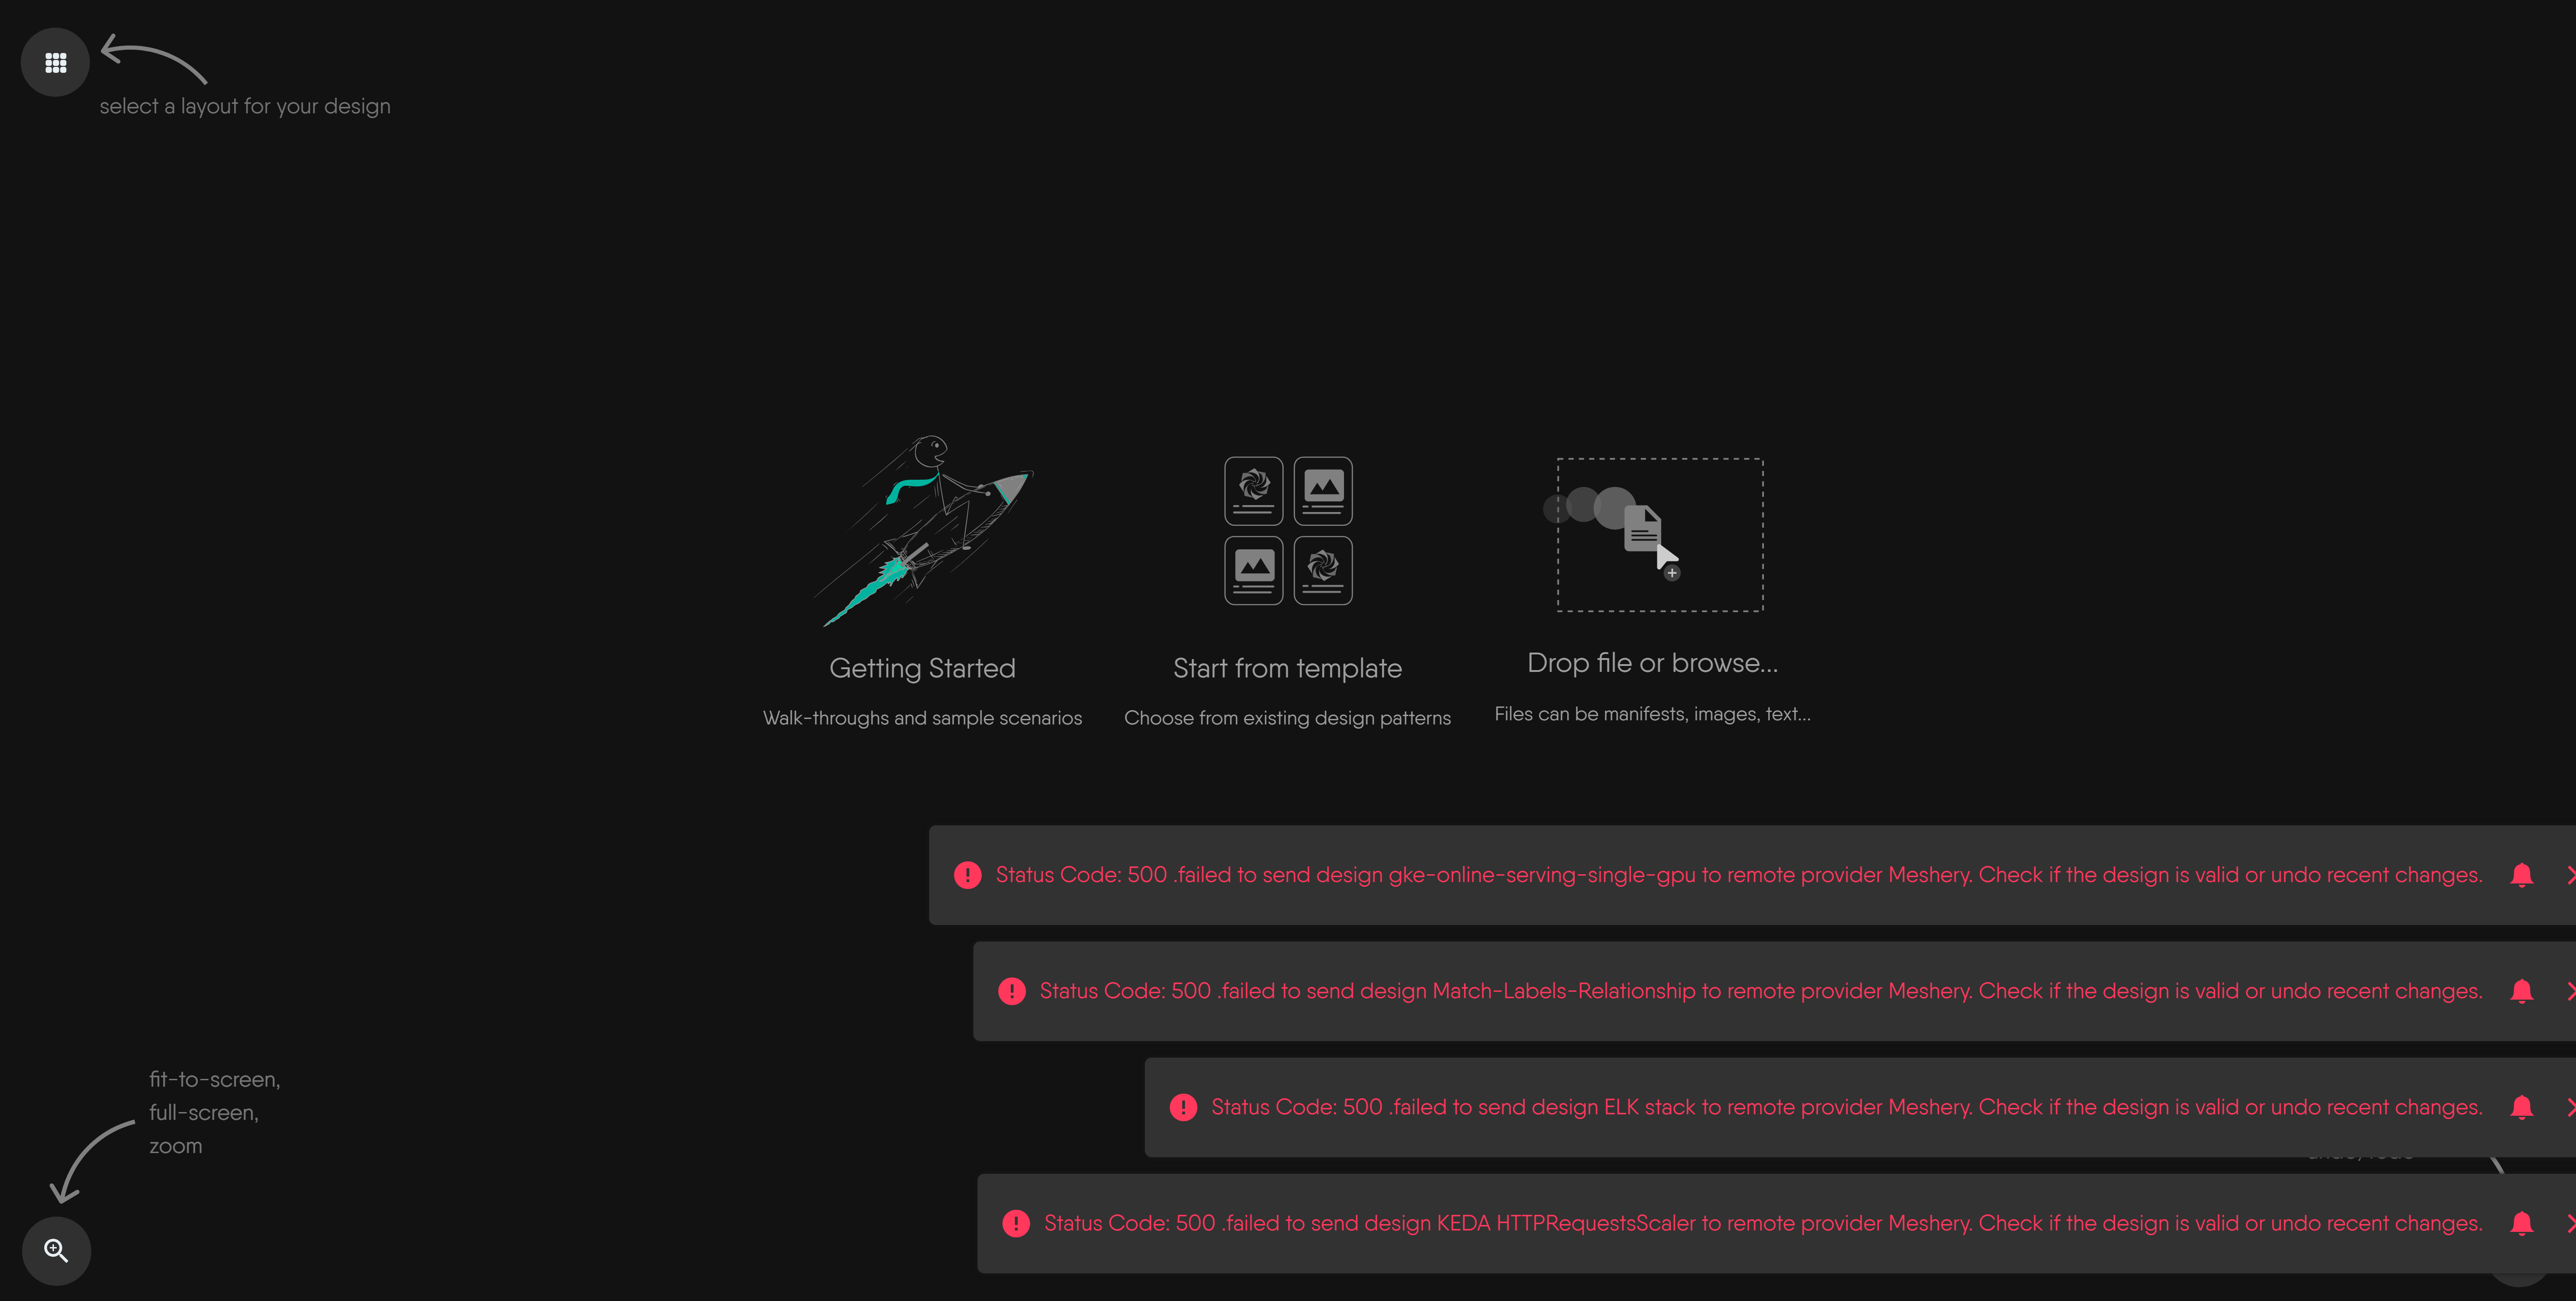 select a layout for your design
Getting Started
Walk-throughs and sample scenarios
Start from template
Choose from existing design patterns
Drop file or browse...
Files can be manifests, images, text...
Status Code: 500 .failed to send design gke-online-serving-single-gpu to remote provider Meshery. Check if the design is valid or undo recent changes.
Status Code: 500 .failed to send design Match-Labels-Relationship to remote provider Meshery. Check if the design is valid or undo recent changes.
Status Code: 500 .failed to send design ELK stack to remote provider Meshery. Check if the design is valid or undo recent changes.
Status Code: 500 .failed to send design KEDA HTTPRequestsScaler to remote provider Meshery. Check if the design is valid or undo recent changes.
fit-to-screen,
full-screen,
zoom